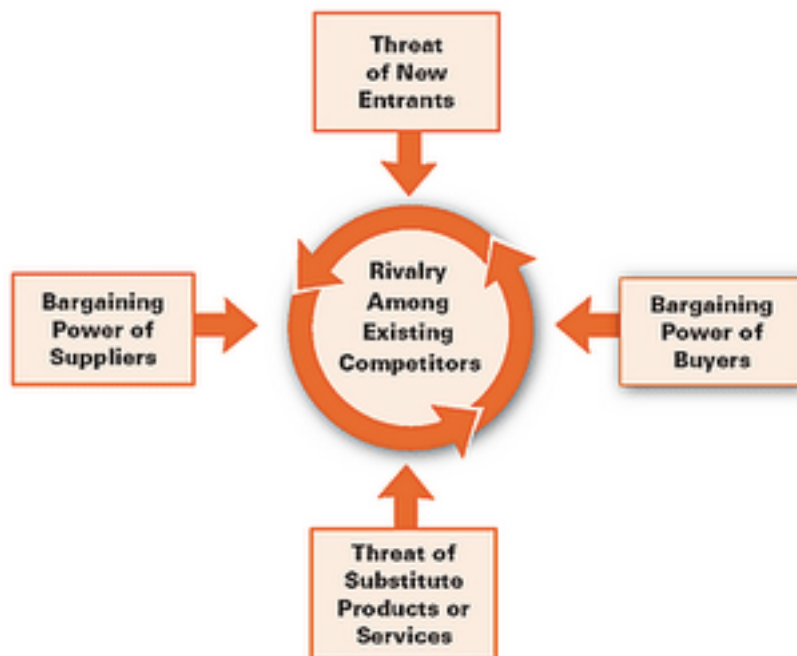 Threat
of New
Entrants
Bargaining
Power of
Suppliers
Rivalry
Among
Existing
Competitors
Bargaining
Power of
Buyers
Threat of
Substitute
Products or
Services